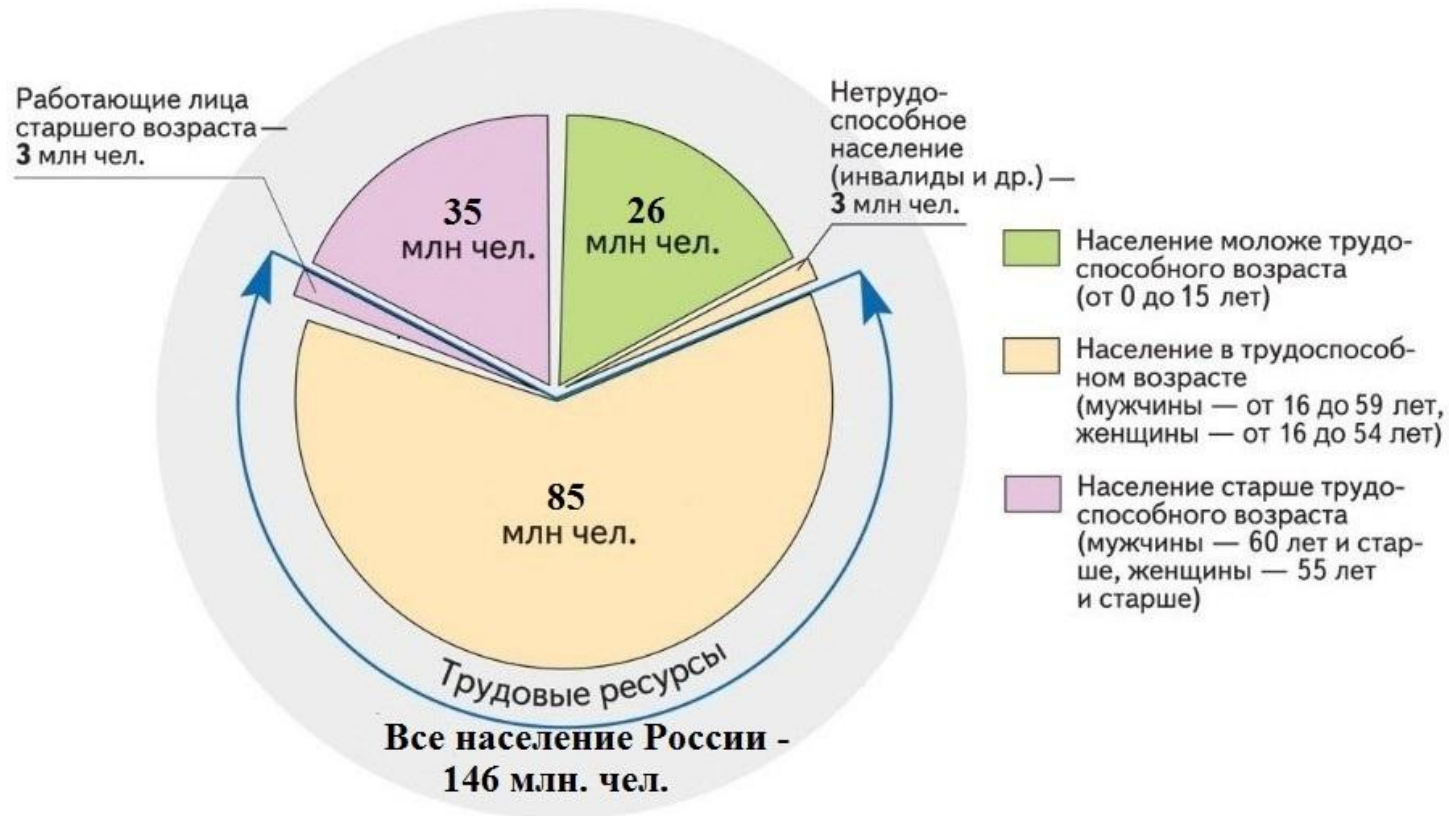 Работающие лица
старшего возраста —
3 млн чел.
Нетрудо-
способное
население
(инвалиды и др.) —
3 млн чел.
35
млн чел.
26
млн чел.
85
млн чел.
Трудовые ресурсы
Все население России -
146 млн. чел.
Население моложе трудо-
способного возраста
(от 0 до 15 лет)
Население в трудоспособ-
ном возрасте
(мужчины — от 16 до 59 лет,
женщины — от 16 до 54 лет)
Население старше трудо-
способного возраста
(мужчины — 60 лет и стар-
ше, женщины — 55 лет
и старше)